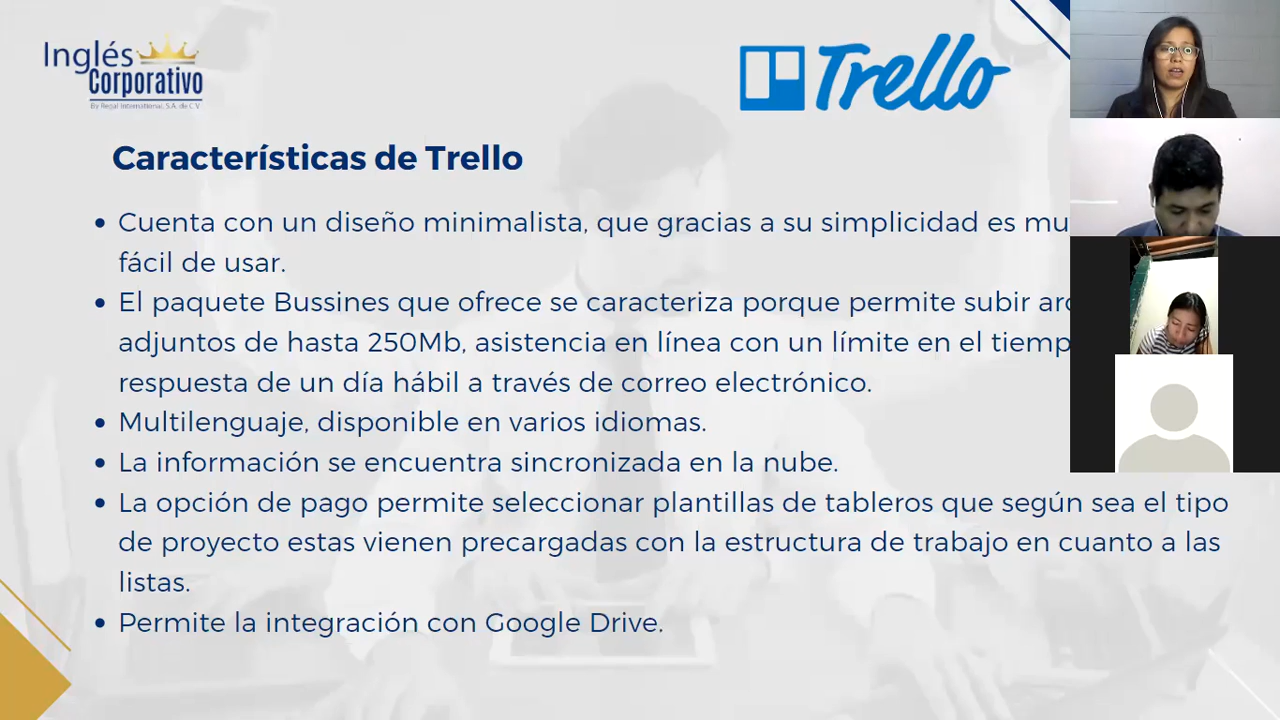 Inglés
Corporativo
By Regal International, S.A. de C.V.
Trello
Características de Trello
• Cuenta con un diseño minimalista, que gracias a su simplicidad es
fácil de usar.
• El paquete Bussines que ofrece se caracteriza porque permite subir
adjuntos de hasta 250Mb, asistencia en línea con un límite en el
respuesta de un día hábil a través de correo electrónico.
• Multilenguaje, disponible en varios idiomas.
• La información se encuentra sincronizada en la nube.
• La opción de pago permite seleccionar plantillas de tableros que según sea el tipo
de proyecto estas vienen precargadas con la estructura de trabajo en cuanto a las
listas.
• Permite la integración con Google Drive.